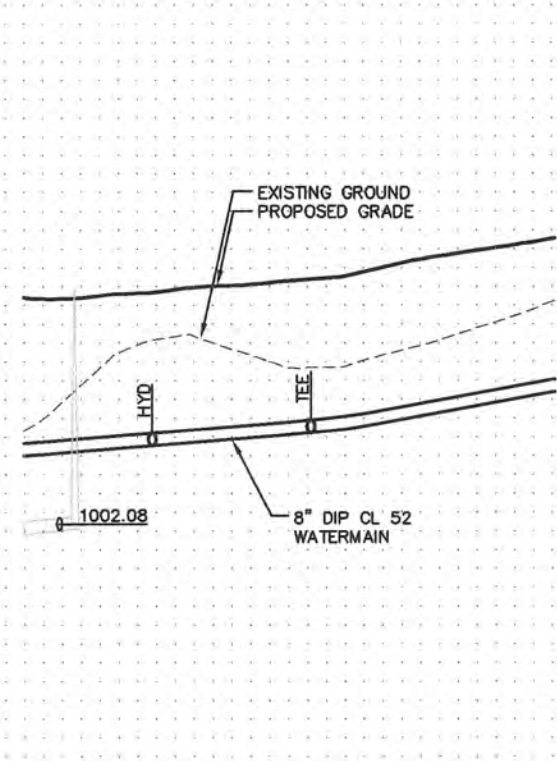 EXISTING GROUND
PROPOSED GRADE
HYD
TEE
1002.08
8" DIP CL 52
WATERMAIN